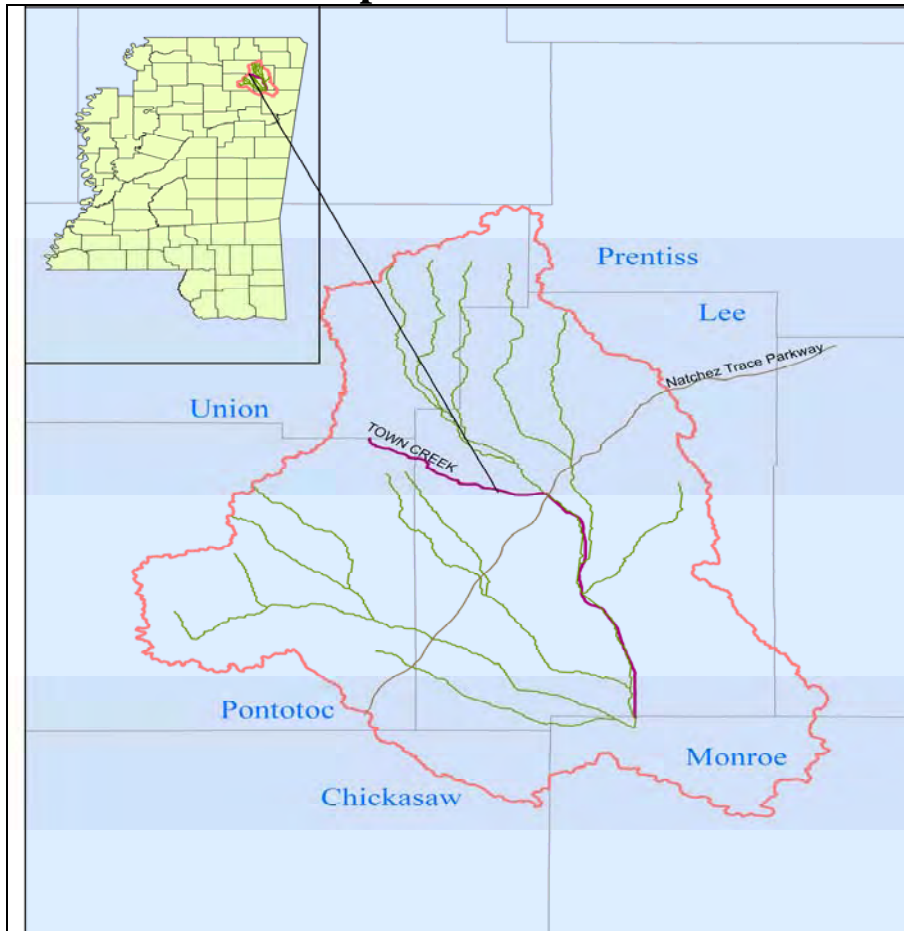 Prentiss
Lee
Natchez Trace Parkway
Union
TOWN CREEK
Pontotoc
Monroe
Chickasaw